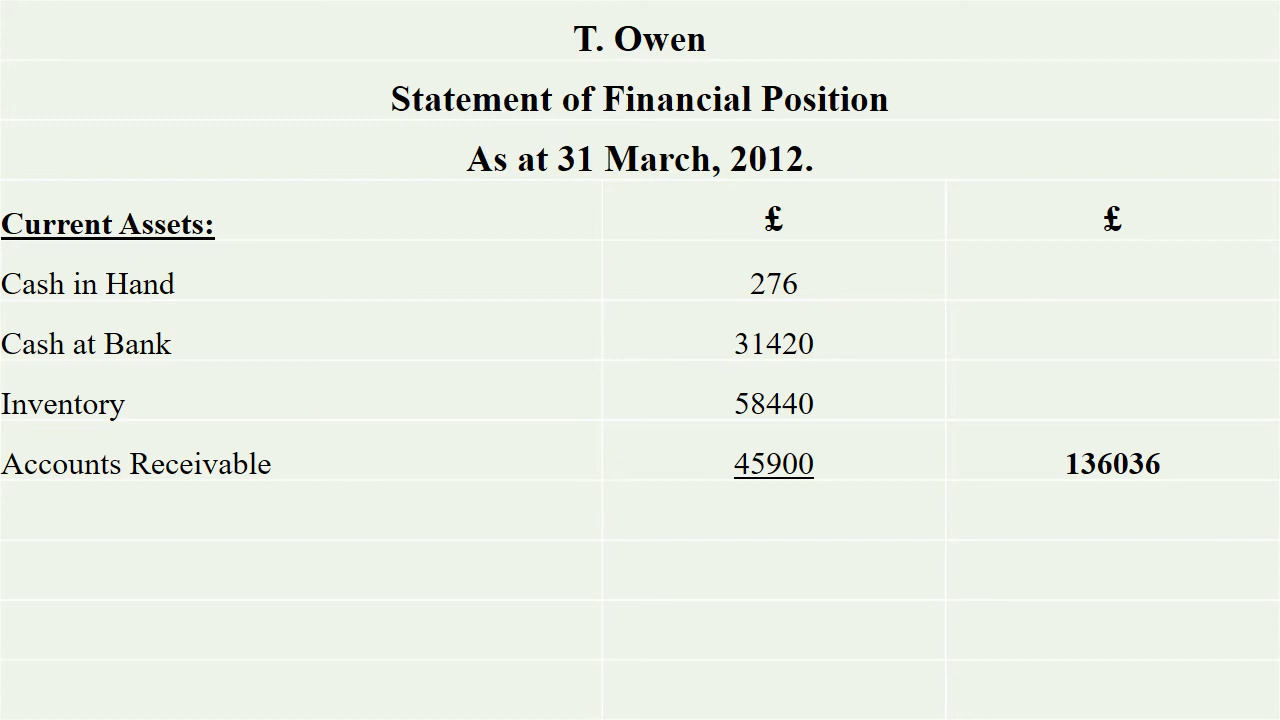 T. Owen
Statement of Financial Position
As at 31 March, 2012.
Current Assets: £ £
Cash in Hand 276
Cash at Bank 31420
Inventory 58440
Accounts Receivable 45900 136036